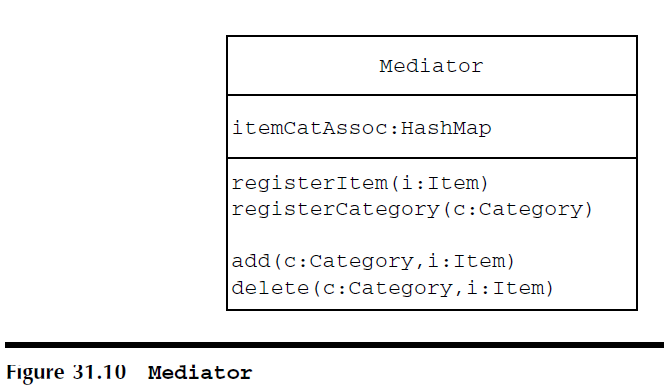 Mediator
itemCatAssoc:HashMap
registerItem(i:Item)
registerCategory(c:Category)
add(c:Category,i:Item)
delete(c:Category,i:Item)
Figure 31.10 Mediator